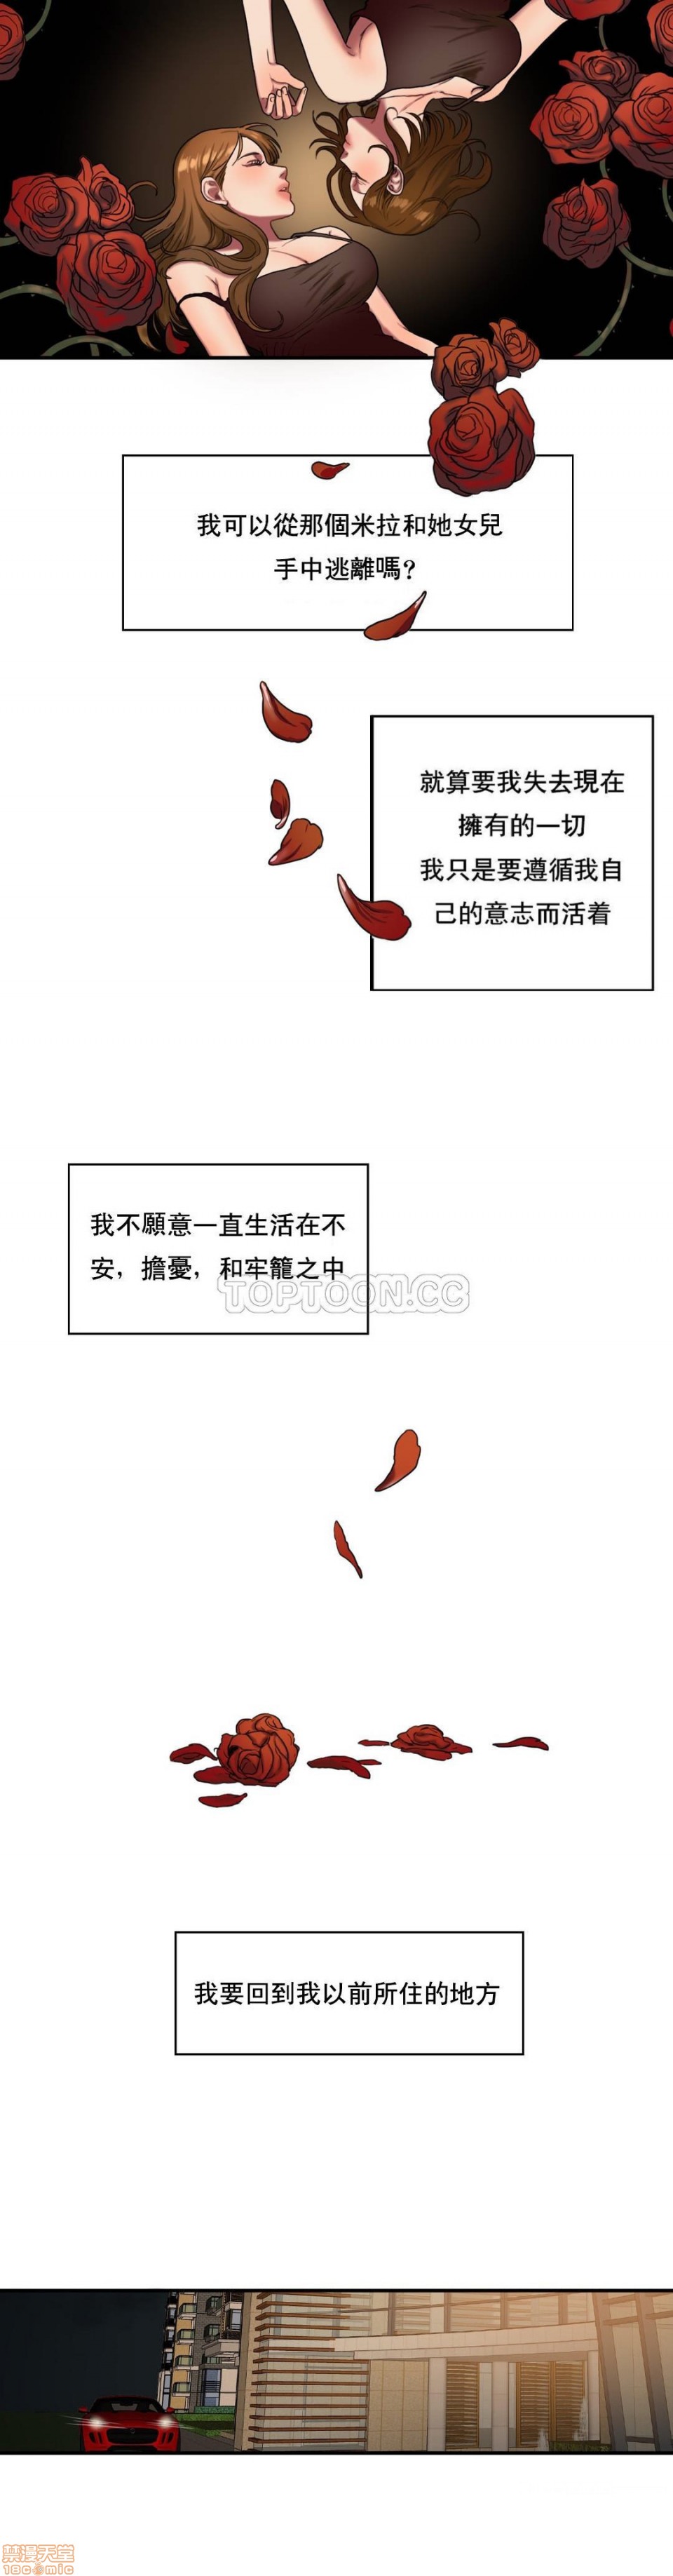 我可以從那個米拉和她女兒
手中逃離嗎?
就算要我失去現在
擁有的一切
我只是要遵循我自
己的意志而活着
我不願意一直生活在不
安, 擔憂, 和牢籠之中
TOPTOON.CC
我要回到我以前所住的地方
禁漫天堂
18comic